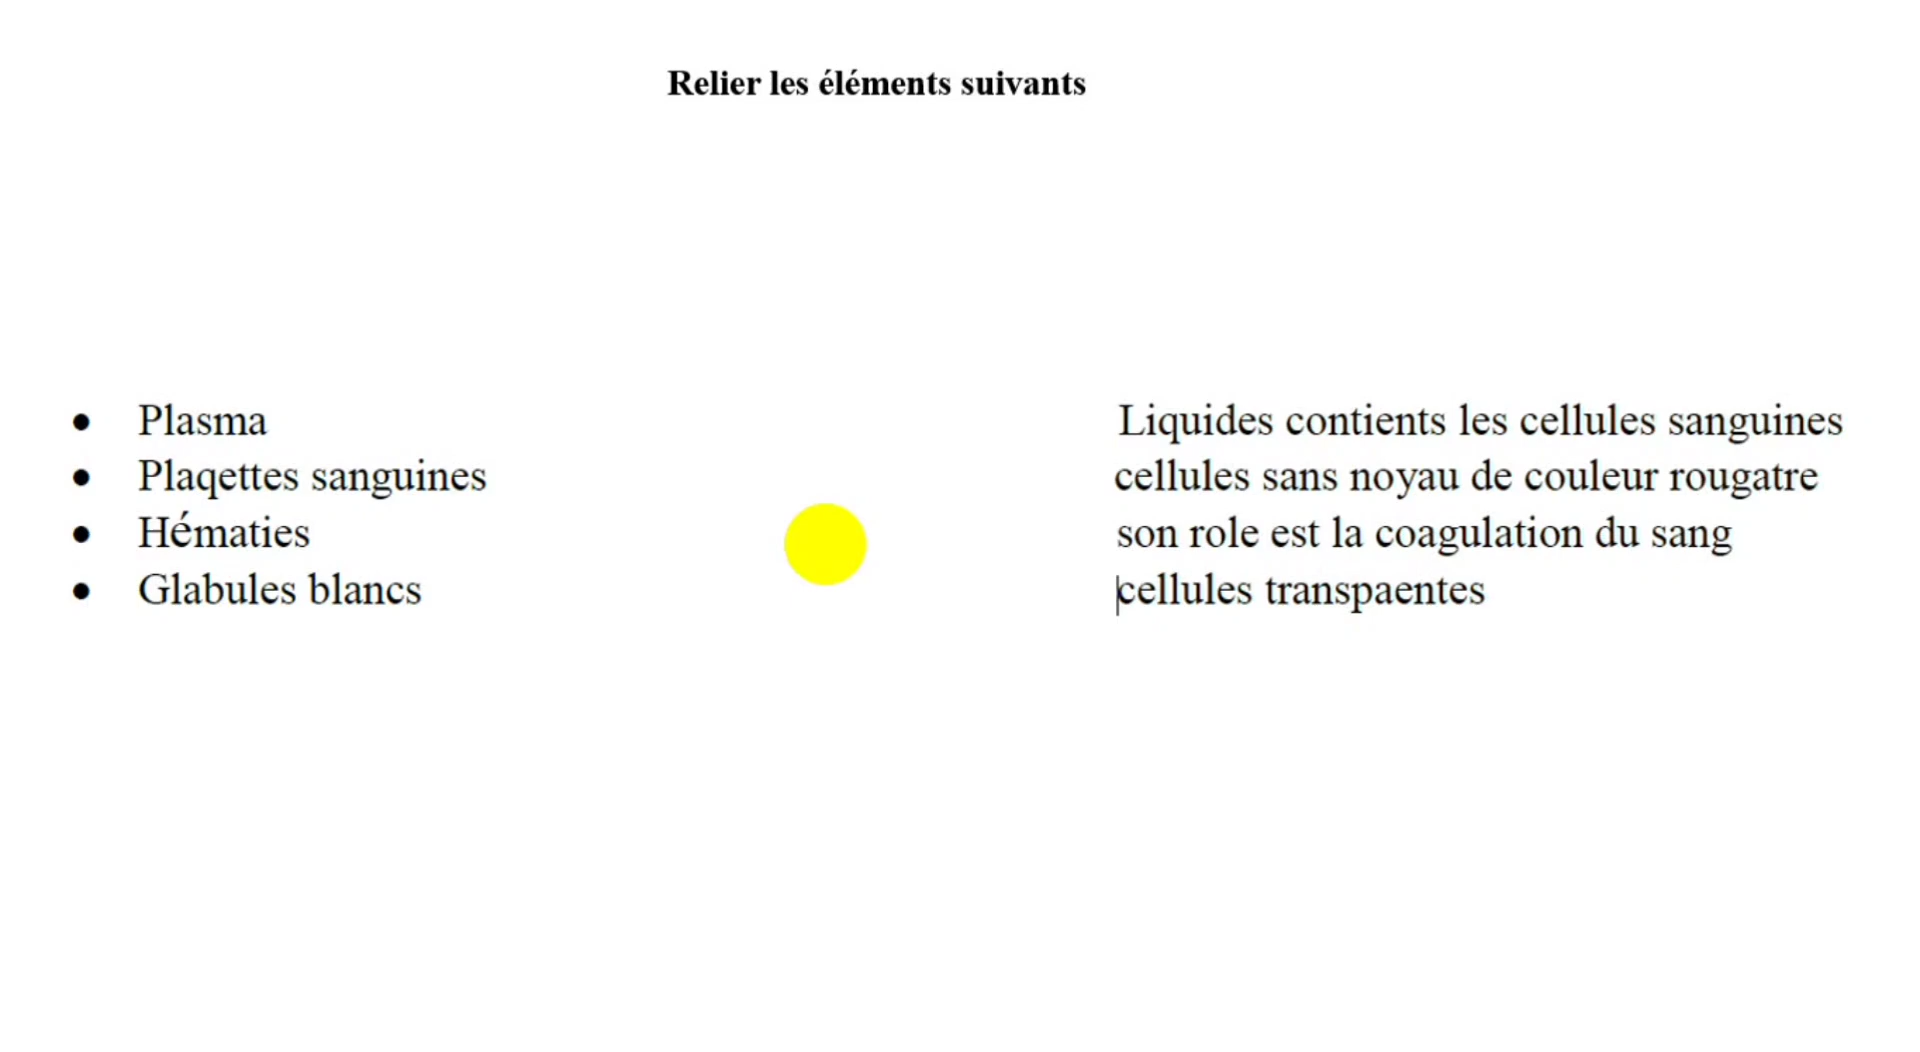 Relier les éléments suivants
• Plasma Liquides contients les cellules sanguines
• Plaqettes sanguines cellules sans noyau de couleur rougatre
• Hématies son role est la coagulation du sang
• Glabules blancs cellules transpaentes